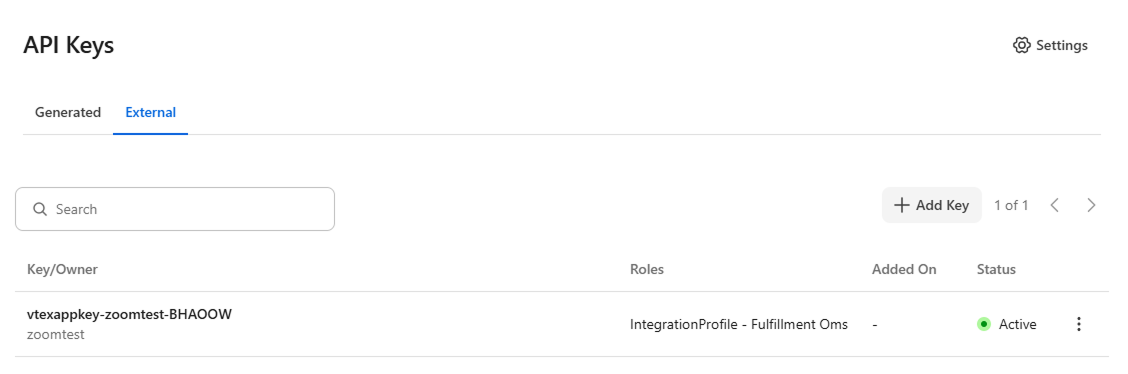 API Keys
Settings
Generated External
Search
Add Key 1 of 1
Key/Owner Roles Added On Status
vtexappkey-zoomtest-BHAOOW
zoomtest
IntegrationProfile - Fulfillment Oms - Active